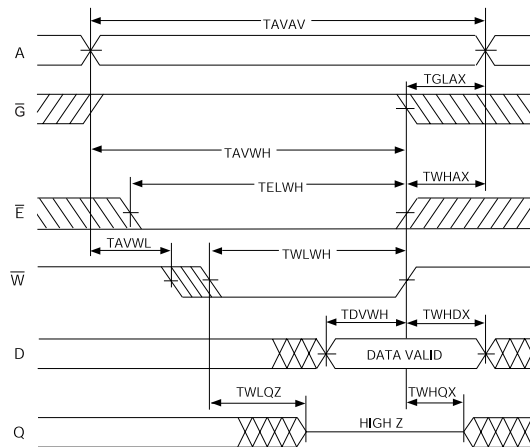 TAVAV
A
TGLAX
G̅
TAVWH
TELWH
TWHAX
E̅
TAVWL
TWLWH
W̅
TDVWH
TWHDX
D
DATA VALID
TWLQZ
TWHQX
Q
HIGH Z